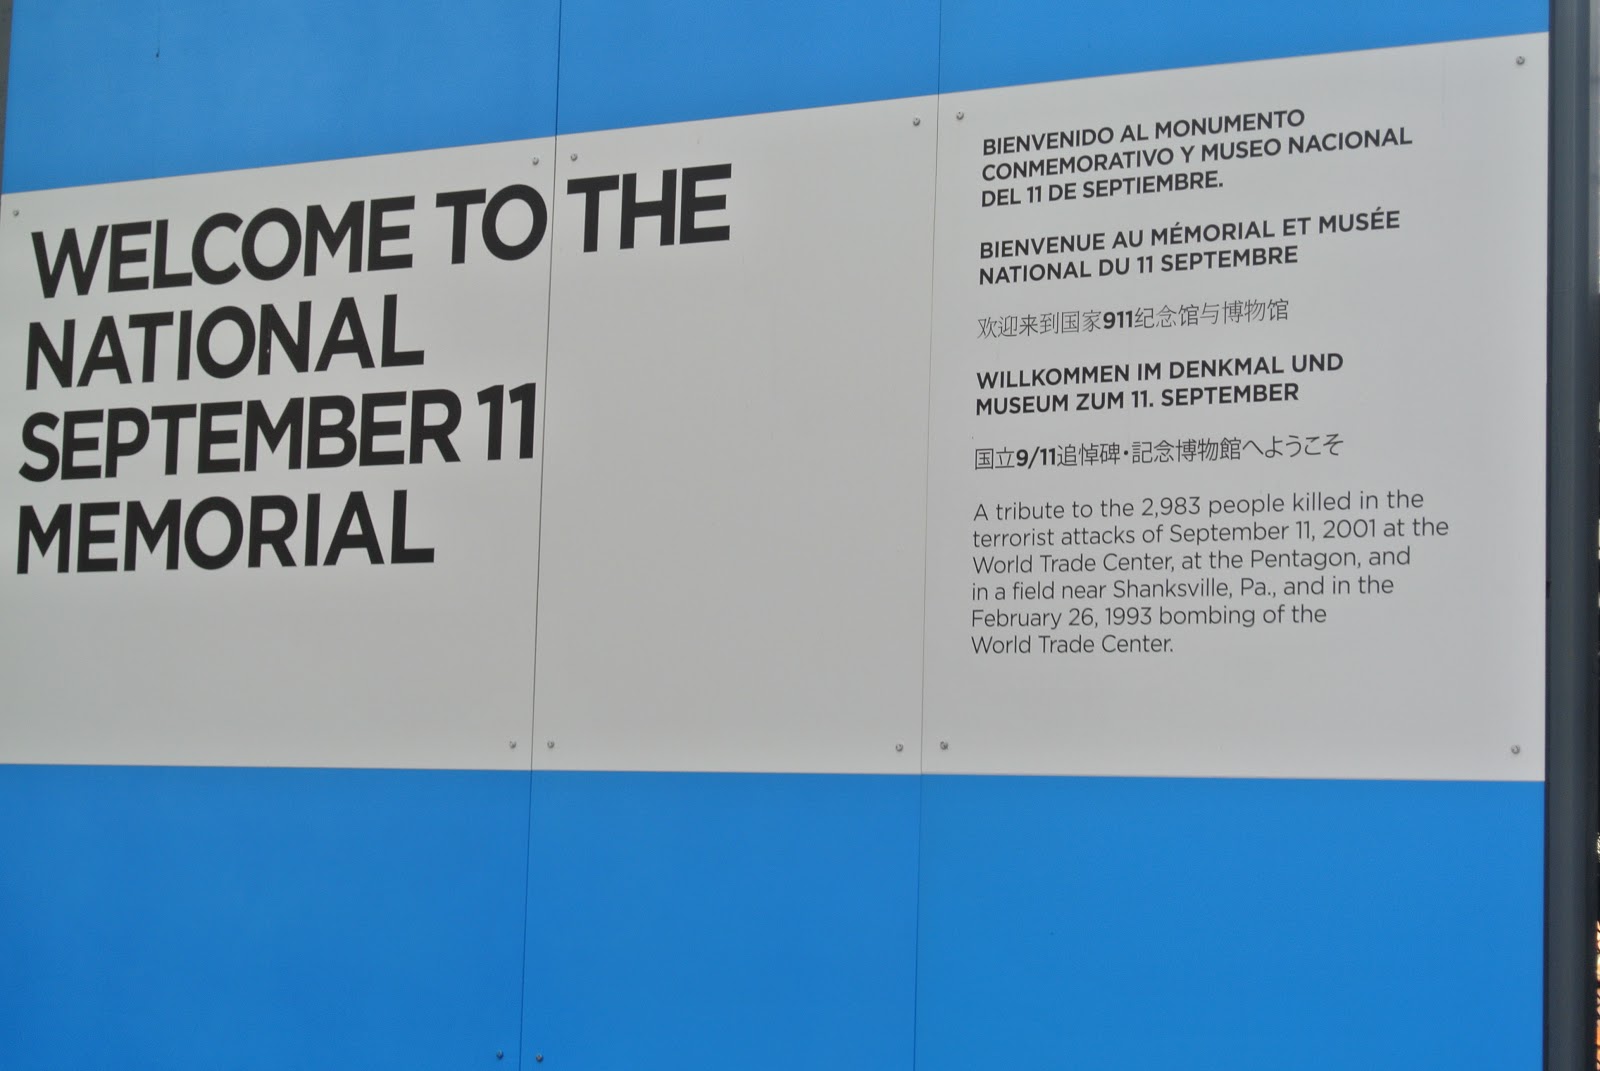 WELCOME TO THE
NATIONAL
SEPTEMBER 11
MEMORIAL
BIENVENIDO AL MONUMENTO
CONMEMORATIVO Y MUSEO NACIONAL
DEL 11 DE SEPTIEMBRE.
BIENVENUE AU MÉMORIAL ET MUSÉE
NATIONAL DU 11 SEPTEMBRE
欢迎来到国家911纪念馆与博物馆
WILLKOMMEN IM DENKMAL UND
MUSEUM ZUM 11. SEPTEMBER
国立9/11追悼碑・記念博物館へようこそ
A tribute to the 2,983 people killed in the
terrorist attacks of September 11, 2001 at the
World Trade Center, at the Pentagon, and
in a field near Shanksville, Pa., and in the
February 26, 1993 bombing of the
World Trade Center.